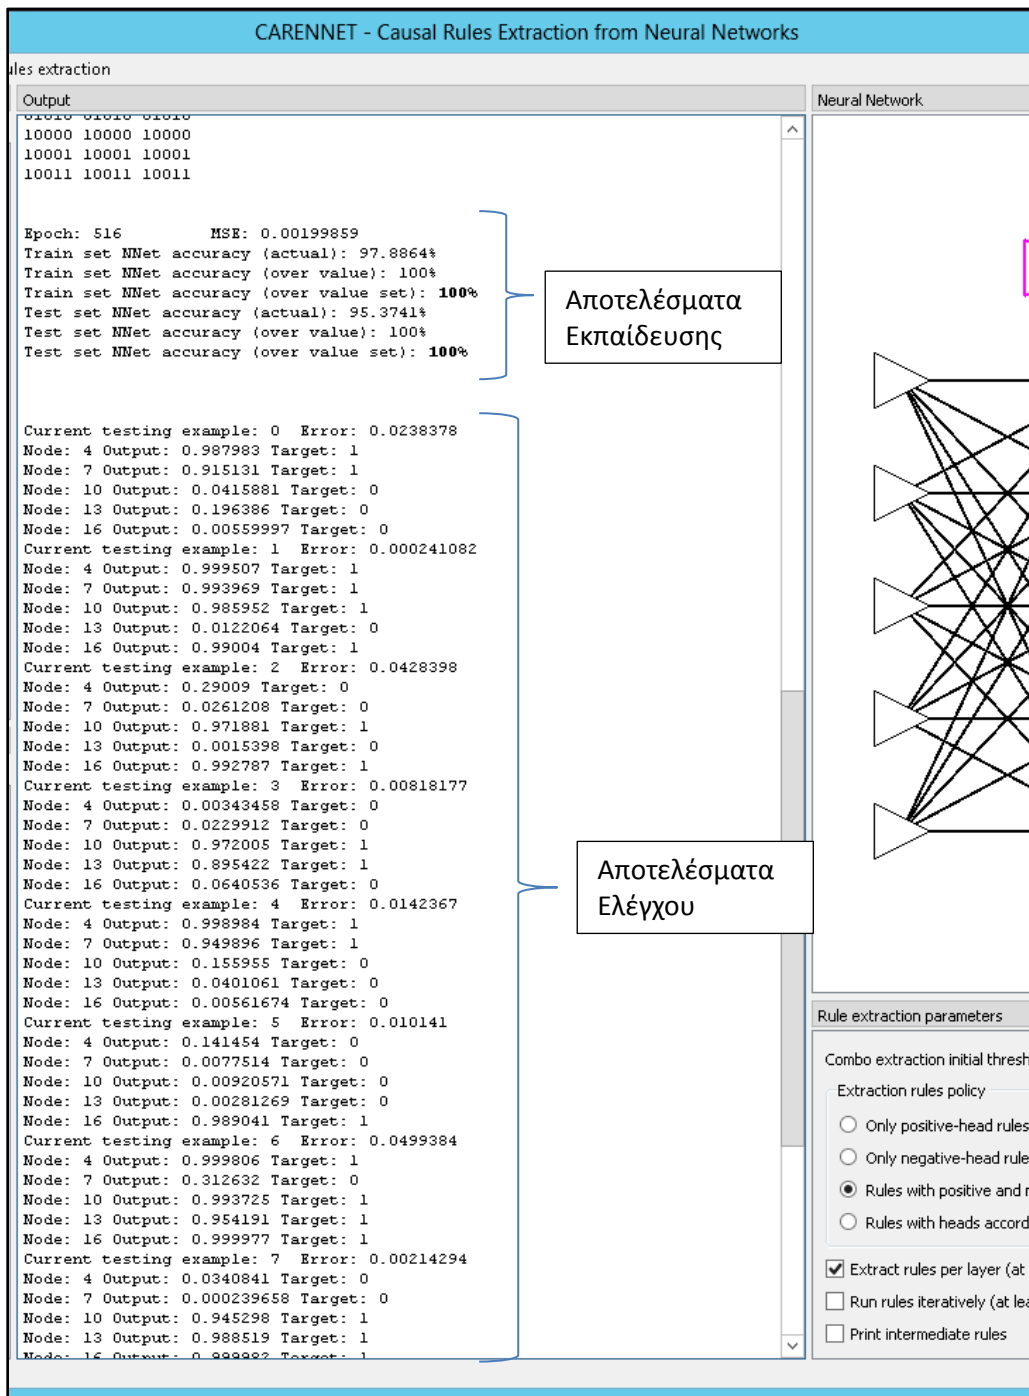 CARENNET - Causal Rules Extraction from Neural Networks
ules extraction
Output
Neural Network
01010 01010 01010
10000 10000 10000
10001 10001 10001
10011 10011 10011
Epoch: 516 MSE: 0.00199859
Train set NNet accuracy (actual): 97.8864%
Train set NNet accuracy (over value): 100%
Train set NNet accuracy (over value set): 100%
Test set NNet accuracy (actual): 95.3741%
Test set NNet accuracy (over value): 100%
Test set NNet accuracy (over value set): 100%
Αποτελέσματα
Εκπαίδευσης
Current testing example: 0 Error: 0.0238378
Node: 4 Output: 0.987983 Target: 1
Node: 7 Output: 0.915131 Target: 1
Node: 10 Output: 0.0415881 Target: 0
Node: 13 Output: 0.196386 Target: 0
Node: 16 Output: 0.00559997 Target: 0
Current testing example: 1 Error: 0.000241082
Node: 4 Output: 0.999507 Target: 1
Node: 7 Output: 0.993969 Target: 1
Node: 10 Output: 0.985952 Target: 1
Node: 13 Output: 0.0122064 Target: 0
Node: 16 Output: 0.99004 Target: 1
Current testing example: 2 Error: 0.0428398
Node: 4 Output: 0.29009 Target: 0
Node: 7 Output: 0.0261208 Target: 0
Node: 10 Output: 0.971881 Target: 1
Node: 13 Output: 0.0015398 Target: 0
Node: 16 Output: 0.992787 Target: 1
Current testing example: 3 Error: 0.00818177
Node: 4 Output: 0.00343458 Target: 0
Node: 7 Output: 0.0229912 Target: 0
Node: 10 Output: 0.972005 Target: 1
Node: 13 Output: 0.895422 Target: 1
Node: 16 Output: 0.0640536 Target: 0
Current testing example: 4 Error: 0.0142367
Node: 4 Output: 0.998984 Target: 1
Node: 7 Output: 0.949896 Target: 1
Node: 10 Output: 0.155955 Target: 0
Node: 13 Output: 0.0401061 Target: 0
Node: 16 Output: 0.00561674 Target: 0
Current testing example: 5 Error: 0.010141
Node: 4 Output: 0.141454 Target: 0
Node: 7 Output: 0.0077514 Target: 0
Node: 10 Output: 0.00920571 Target: 0
Node: 13 Output: 0.00281269 Target: 0
Node: 16 Output: 0.989041 Target: 1
Current testing example: 6 Error: 0.0499384
Node: 4 Output: 0.999806 Target: 1
Node: 7 Output: 0.312632 Target: 0
Node: 10 Output: 0.993725 Target: 1
Node: 13 Output: 0.954191 Target: 1
Node: 16 Output: 0.999977 Target: 1
Current testing example: 7 Error: 0.00214294
Node: 4 Output: 0.0340841 Target: 0
Node: 7 Output: 0.000239658 Target: 0
Node: 10 Output: 0.945298 Target: 1
Node: 13 Output: 0.988519 Target: 1
Node: 16 Output: 0.999982 Target: 1
Αποτελέσματα
Ελέγχου
Rule extraction parameters
Combo extraction initial thresh
Extraction rules policy
Only positive-head rules
Only negative-head rule
Rules with positive and
Rules with heads accord
Extract rules per layer (at
Run rules iteratively (at lea
Print intermediate rules